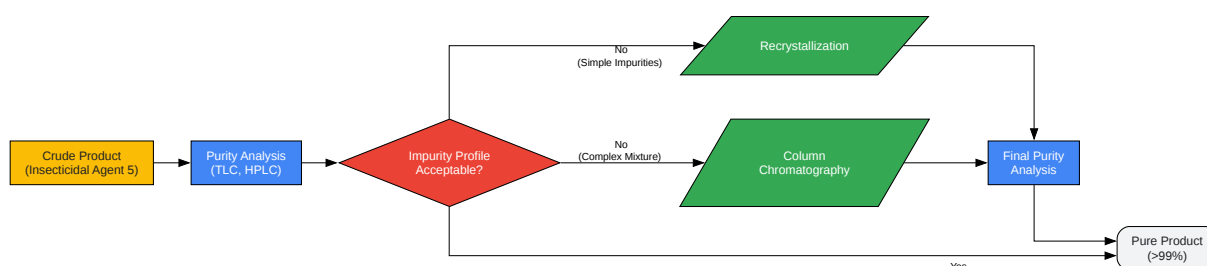 Crude Product
(Insecticidal Agent 5)
Purity Analysis
(TLC, HPLC)
Impurity Profile
Acceptable?
No
(Simple Impurities)
Recrystallization
No
(Complex Mixture)
Column
Chromatography
Final Purity
Analysis
Yes
Pure Product
(>99%)